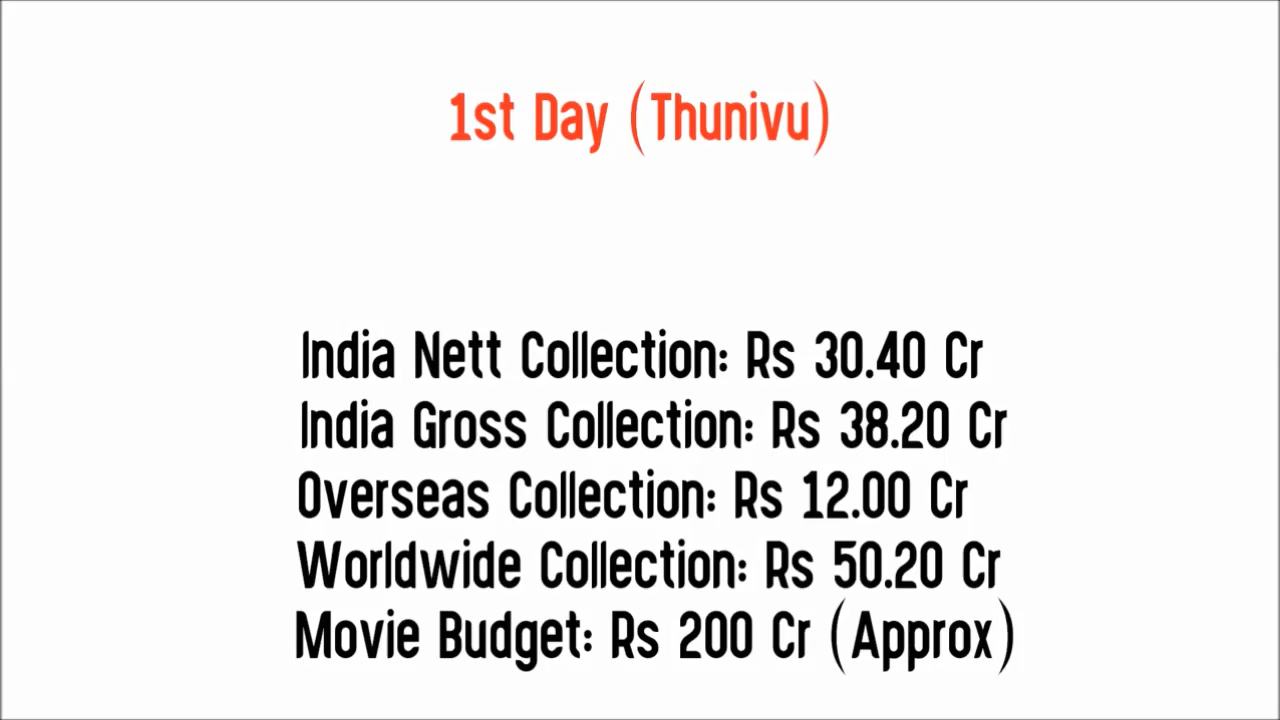 1st Day (Thunivu)
India Nett Collection: Rs 30.40 Cr
India Gross Collection: Rs 38.20 Cr
Overseas Collection: Rs 12.00 Cr
Worldwide Collection: Rs 50.20 Cr
Movie Budget: Rs 200 Cr (Approx)